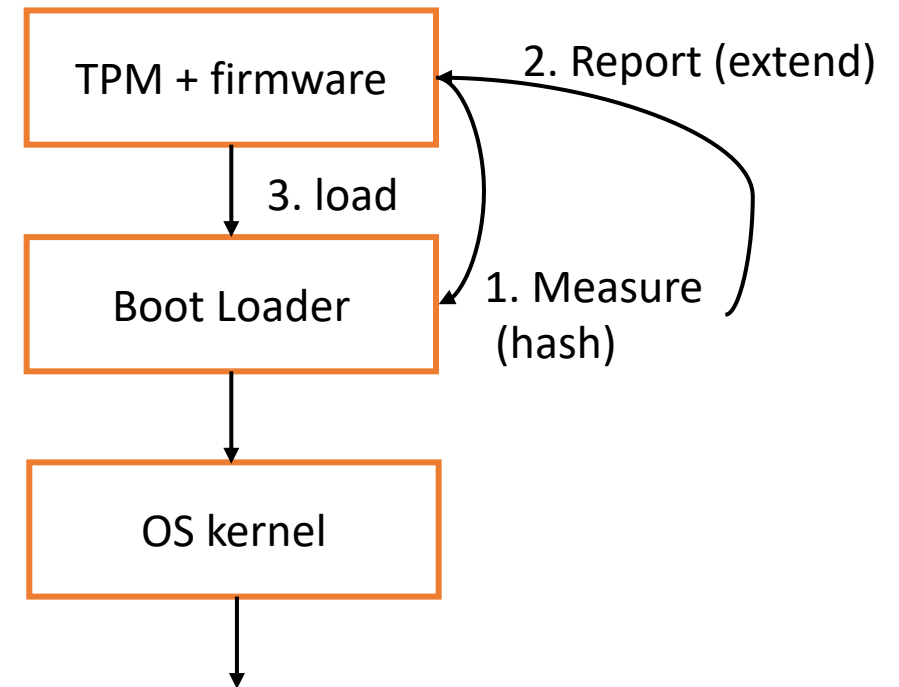 TPM + firmware
2. Report (extend)
3. load
Boot Loader
1. Measure
(hash)
OS kernel